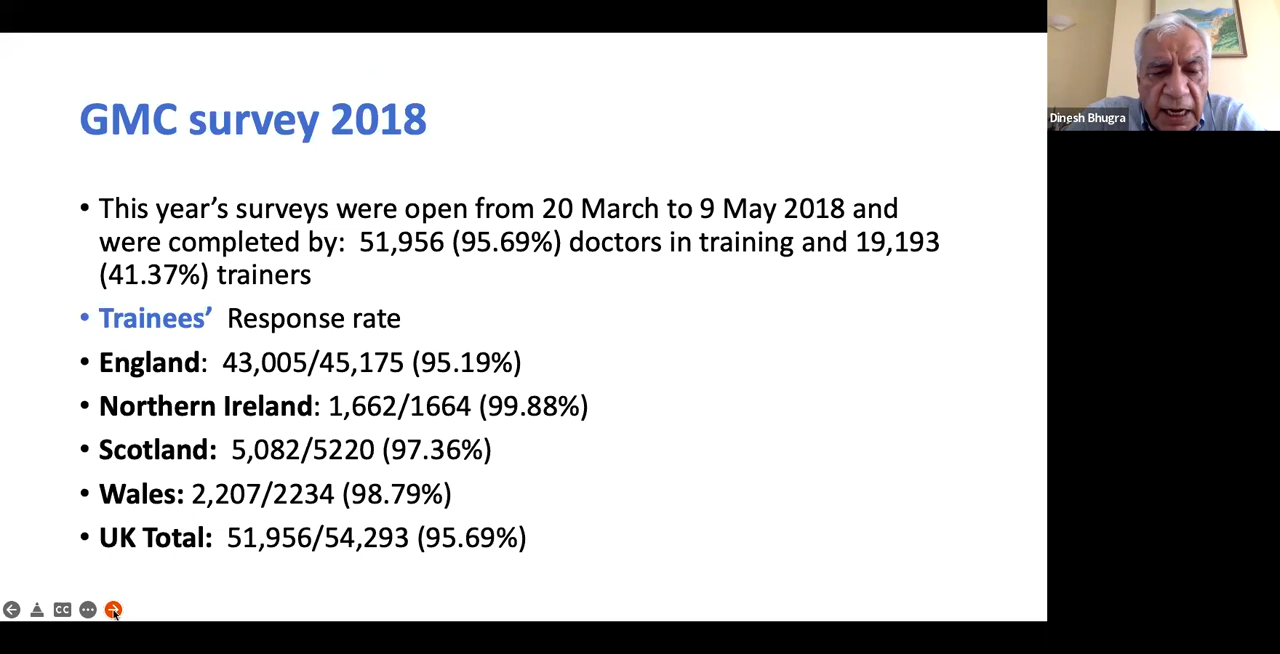 GMC survey 2018
• This year’s surveys were open from 20 March to 9 May 2018 and
were completed by:  51,956 (95.69%) doctors in training and 19,193
(41.37%) trainers
• Trainees’  Response rate
• England:  43,005/45,175 (95.19%)
• Northern Ireland: 1,662/1664 (99.88%)
• Scotland:  5,082/5220 (97.36%)
• Wales: 2,207/2234 (98.79%)
• UK Total:  51,956/54,293 (95.69%)
CC
Dinesh Bhugra